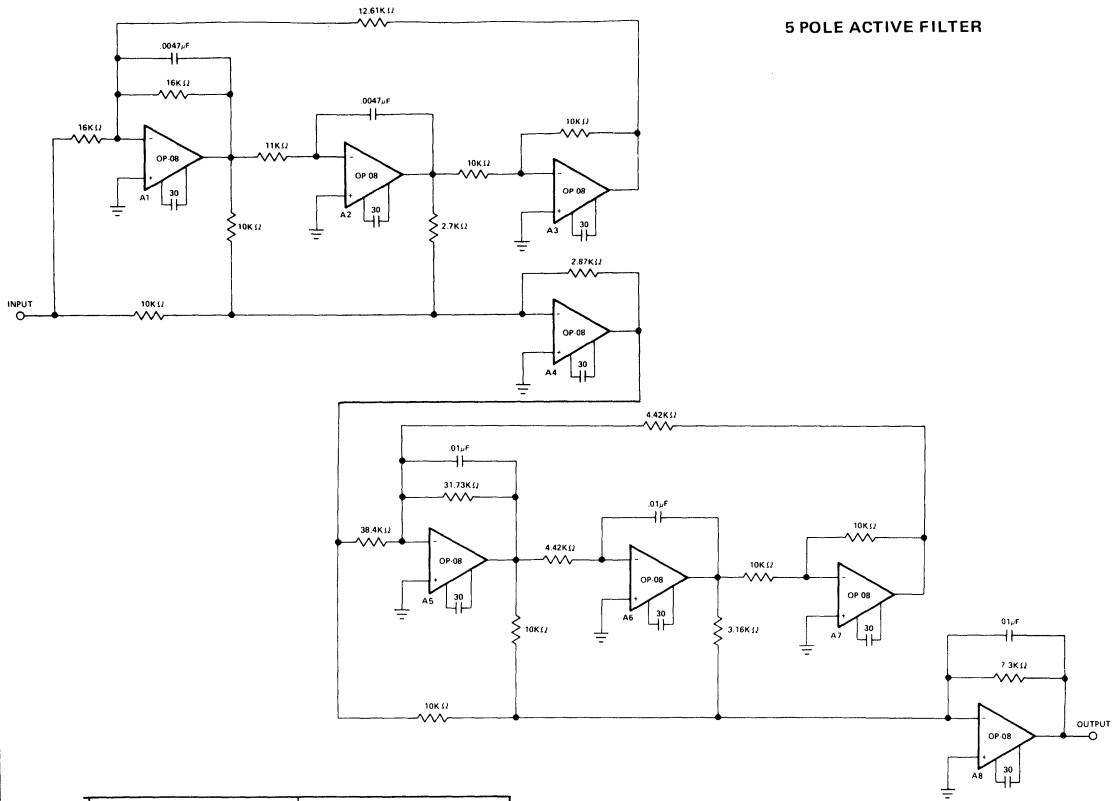 12.61KΩ
5 POLE ACTIVE FILTER
.0047µF
16KΩ
16KΩ
OP-08
A1
30
11KΩ
.0047µF
OP 08
A2
30
10KΩ
10KΩ
OP 08
A3
30
10KΩ
2.7KΩ
2.87KΩ
INPUT
10KΩ
OP-08
A4
30
4.42KΩ
.01µF
31.73KΩ
38.4KΩ
OP-08
A5
30
4.42KΩ
.01µF
OP-08
A6
30
10KΩ
10KΩ
OP 08
A7
30
10KΩ
3.16KΩ
01µF
7.3KΩ
10KΩ
OP-08
A8
30
OUTPUT